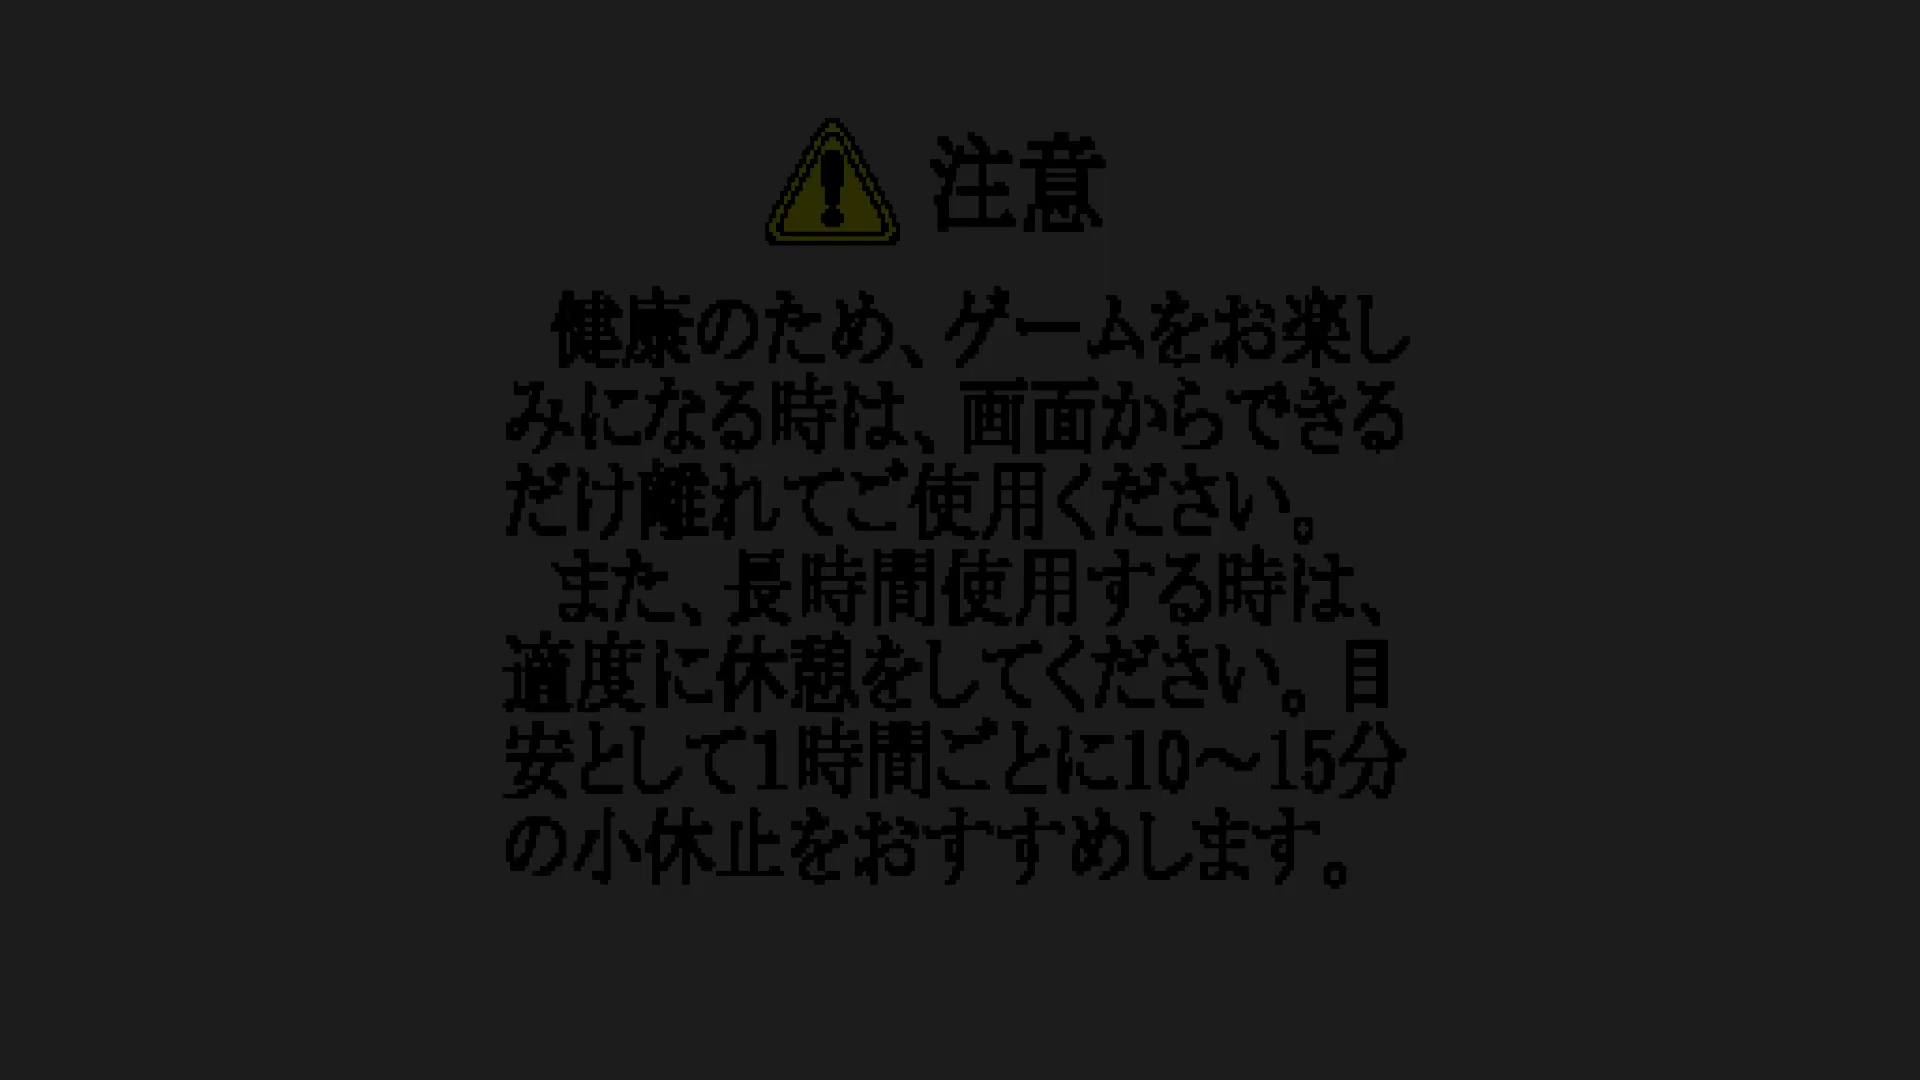 注意
健康のため、ゲームをお楽し
みになる時は、画面からできる
だけ離れてご使用ください。
また、長時間使用する時は、
適度に休憩をしてください。目
安として1時間ごとに10〜15分
の小休止をおすすめします。